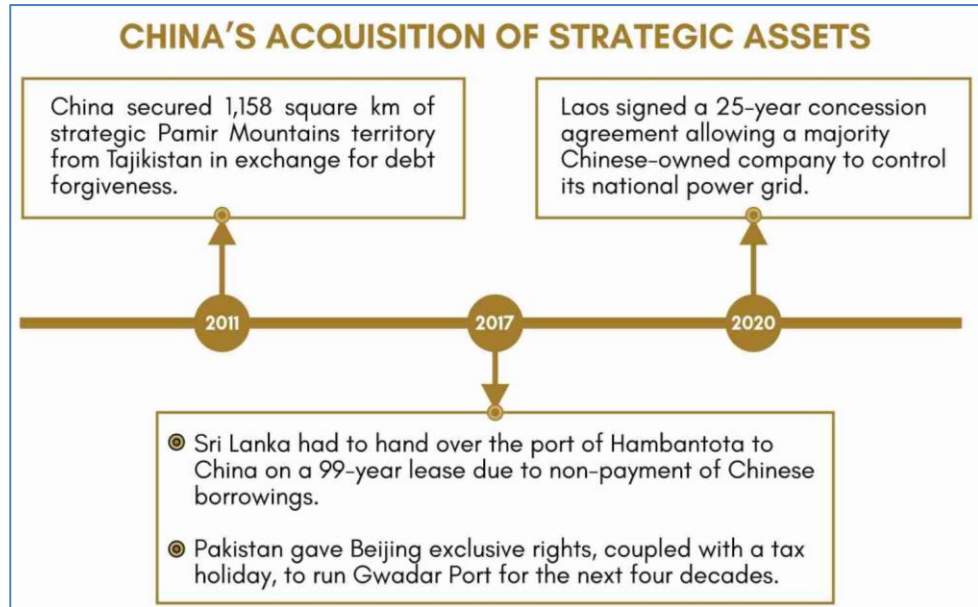 CHINA'S ACQUISITION OF STRATEGIC ASSETS
China secured 1,158 square km of
strategic Pamir Mountains territory
from Tajikistan in exchange for debt
forgiveness.
Laos signed a 25-year concession
agreement allowing a majority
Chinese-owned company to control
its national power grid.
2011
2017
2020
Sri Lanka had to hand over the port of Hambantota to
China on a 99-year lease due to non-payment of Chinese
borrowings.
Pakistan gave Beijing exclusive rights, coupled with a tax
holiday, to run Gwadar Port for the next four decades.